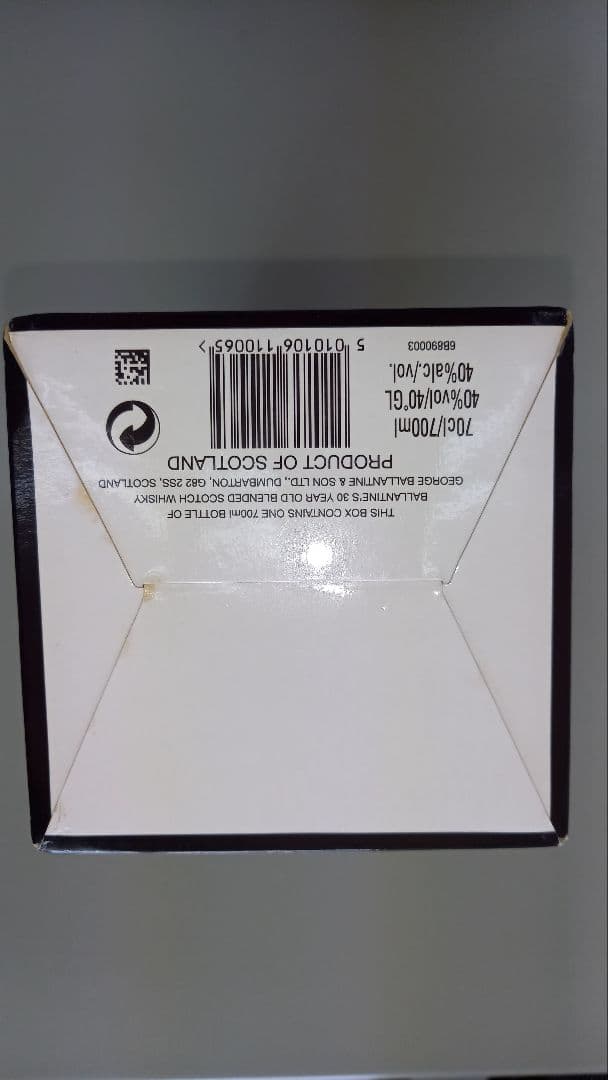 THIS BOX CONTAINS ONE 700ml BOTTLE OF
BALLANTINE'S 30 YEAR OLD BLENDED SCOTCH WHISKY
GEORGE BALLANTINE & SON LTD., DUMBARTON, G82 2SS, SCOTLAND
PRODUCT OF SCOTLAND
70cl/700ml
40%vol/40°GL
40%alc./vol.
6B890003
5 010106 110065 >